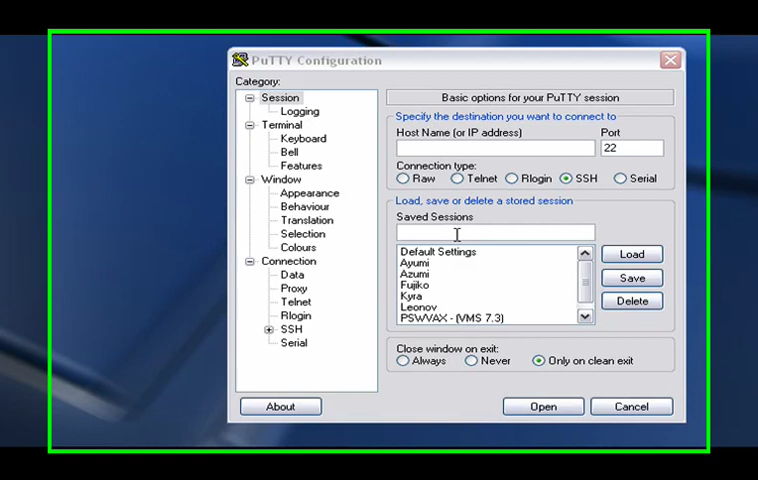 PuTTY Configuration
Category:
Session
Logging
Terminal
Keyboard
Bell
Features
Window
Appearance
Behaviour
Translation
Selection
Colours
Connection
Data
Proxy
Telnet
Rlogin
SSH
Serial
Basic options for your PuTTY session
Specify the destination you want to connect to
Host Name (or IP address) Port
22
Connection type:
Raw Telnet Rlogin SSH Serial
Load, save or delete a stored session
Saved Sessions
Default Settings
Ayumi
Azumi
Fujiko
Kyra
Leonov
PSWVAX - (VMS 7.3)
Load
Save
Delete
Close window on exit:
Always Never Only on clean exit
About Open Cancel